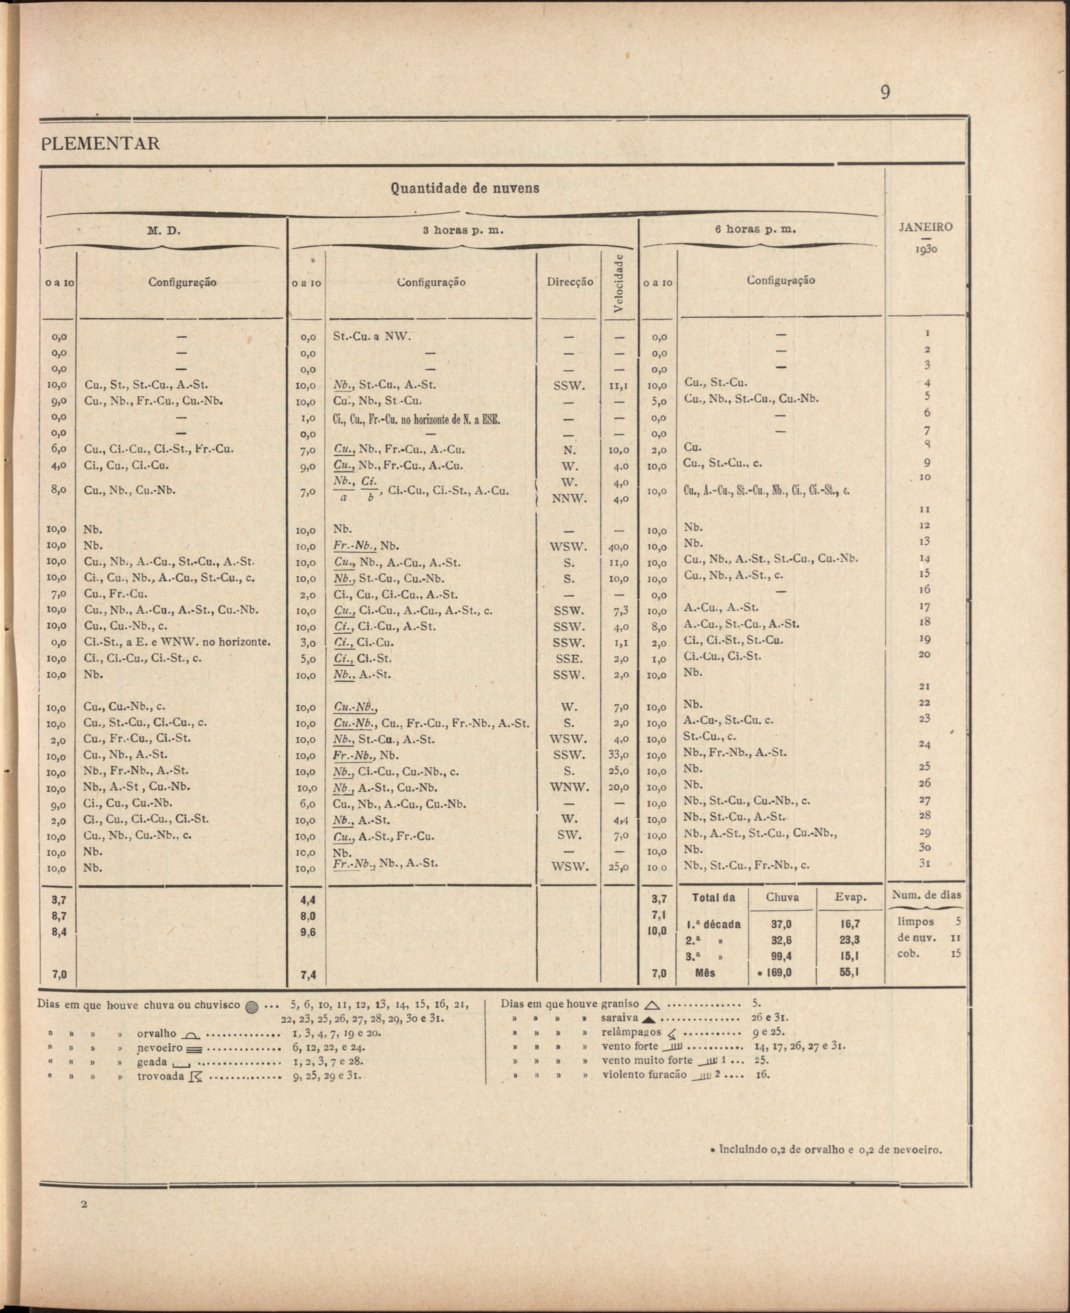 9
PLEMENTAR
Quantidade de nuvens
M. D. 3 horas p. m. 6 horas p. m. JANEIRO
—
1930
0 a 10 Configuração 0 a 10 Configuração Direcção Velocidade 0 a 10 Configuração
0,0 — 0,0 St.-Cu. a NW. — — 0,0 — 1
0,0 — 0,0 — — — 0,0 — 2
0,0 — 0,0 — — — 0,0 — 3
10,0 Cu., St., St.-Cu., A.-St. 10,0 Nb., St.-Cu., A.-St. SSW. 11,1 10,0 Cu., St.-Cu. 4
9,0 Cu., Nb., Fr.-Cu., Cu.-Nb. 10,0 Cu., Nb., St -Cu. — — 5,0 Cu., Nb., St.-Cu., Cu.-Nb. 5
0,0 — 1,0 Ci., Cu., Fr.-Cu. no horizonte de N. a ESE. — — 0,0 — 6
0,0 — 0,0 — — — 0,0 — 7
6,0 Cu., Ci.-Cu., Ci.-St., Fr.-Cu. 7,0 Cu., Nb., Fr.-Cu., A.-Cu. N. 10,0 2,0 Cu. 8
4,0 Ci., Cu., Ci.-Cu. 9,0 Cu., Nb., Fr.-Cu., A.-Cu. W. 4.0 10,0 Cu., St.-Cu., c. 9
8,0 Cu., Nb., Cu.-Nb. 7,0 Nb., Ci. / a b, Ci.-Cu., Ci.-St., A.-Cu. W. 4,0 10,0 Cu., A.-Cu., St.-Cu., Nb., Ci., Ci.-St., c. 10
NNW. 4,0
11
10,0 Nb. 10,0 Nb. — — 10,0 Nb. 12
10,0 Nb. 10,0 Fr.-Nb., Nb. WSW. 40,0 10,0 Nb. 13
10,0 Cu., Nb., A.-Cu., St.-Cu., A.-St. 10,0 Cu., Nb., A.-Cu., A.-St. S. 11,0 10,0 Cu., Nb., A.-St., St.-Cu., Cu.-Nb. 14
10,0 Ci., Cu., Nb., A.-Cu., St.-Cu., c. 10,0 Nb., St.-Cu., Cu.-Nb. S. 10,0 10,0 Cu., Nb., A.-St., c. 15
7,0 Cu., Fr.-Cu. 2,0 Ci., Cu., Ci.-Cu., A.-St. — — 0,0 — 16
10,0 Cu., Nb., A.-Cu., A.-St., Cu.-Nb. 10,0 Cu., Ci.-Cu., A.-Cu., A.-St., c. SSW. 7,3 10,0 A.-Cu., A.-St. 17
10,0 Cu., Cu.-Nb., c. 10,0 Ci., Ci.-Cu., A.-St. SSW. 4,0 8,0 A.-Cu., St.-Cu., A.-St. 18
0,0 Ci.-St., a E. e WNW. no horizonte. 3,0 Ci., Ci.-Cu. SSW. 1,1 2,0 Ci., Ci.-St., St.-Cu. 19
10,0 Ci., Ci.-Cu., Ci.-St., c. 5,0 Ci., Ci.-St. SSE. 2,0 1,0 Ci.-Cu., Ci.-St. 20
10,0 Nb. 10,0 Nb., A.-St. SSW. 2,0 10,0 Nb.
21
10,0 Cu., Cu.-Nb., c. 10,0 Cu.-Nb., W. 7,0 10,0 Nb. 22
10,0 Cu., St.-Cu., Ci.-Cu., c. 10,0 Cu.-Nb., Cu., Fr.-Cu., Fr.-Nb., A.-St. S. 2,0 10,0 A.-Cu-, St.-Cu. c. 23
2,0 Cu., Fr.-Cu., Ci.-St. 10,0 Nb., St.-Cu., A.-St. WSW. 4,0 10,0 St.-Cu., c. 24
10,0 Cu., Nb., A.-St. 10,0 Fr.-Nb., Nb. SSW. 33,0 10,0 Nb., Fr.-Nb., A.-St.
10,0 Nb., Fr.-Nb., A.-St. 10,0 Nb., Ci.-Cu., Cu.-Nb., c. S. 25,0 10,0 Nb. 25
10,0 Nb., A.-St , Cu.-Nb. 10,0 Nb , A.-St., Cu.-Nb. WNW. 20,0 10,0 Nb. 26
9,0 Ci., Cu., Cu.-Nb. 6,0 Cu., Nb., A.-Cu., Cu.-Nb. — — 10,0 Nb., St.-Cu., Cu.-Nb., c. 27
2,0 Ci., Cu., Ci.-Cu., Ci.-St. 10,0 Nb., A.-St. W. 4,4 10,0 Nb., St.-Cu., A.-St. 28
10,0 Cu., Nb., Cu.-Nb., c. 10,0 Cu., A.-St., Fr.-Cu. SW. 7,0 10,0 Nb., A.-St., St.-Cu., Cu.-Nb., 29
10,0 Nb. 10,0 Nb. — — 10,0 Nb. 30
10,0 Nb. 10,0 Fr.-Nb., Nb., A.-St. WSW. 25,0 10 0 Nb., St.-Cu., Fr.-Nb., c. 31
3,7 4,4 3,7 Total da Chuva Evap. Num. de dias
8,7 8,0 7,1 1.ª década 37,0 16,7 limpos 5
8,4 9,6 10,0 2.ª » 32,6 23,3 de nuv. 11
3.ª » 99,4 15,1 cob. 15
7,0 7,4 7,0 Mês * 169,0 55,1
Dias em que houve chuva ou chuvisco ... 5, 6, 10, 11, 12, 13, 14, 15, 16, 21,
22, 23, 25, 26, 27, 28, 29, 30 e 31.
» » » » orvalho .............. 1, 3, 4, 7, 19 e 20.
» » » » nevoeiro .............. 6, 12, 22, e 24.
« « » » geada .............. 1, 2, 3, 7 e 28.
» » » » trovoada .............. 9, 25, 29 e 31.
Dias em que houve graniso .............. 5.
» » » » saraiva .............. 26 e 31.
» » » » relâmpagos ........... 9 e 25.
» » » » vento forte ........... 14, 17, 26, 27 e 31.
» » » » vento muito forte 1 ... 25.
» » » » violento furacão 2 .... 16.
* Incluindo 0,2 de orvalho e 0,2 de nevoeiro.
2